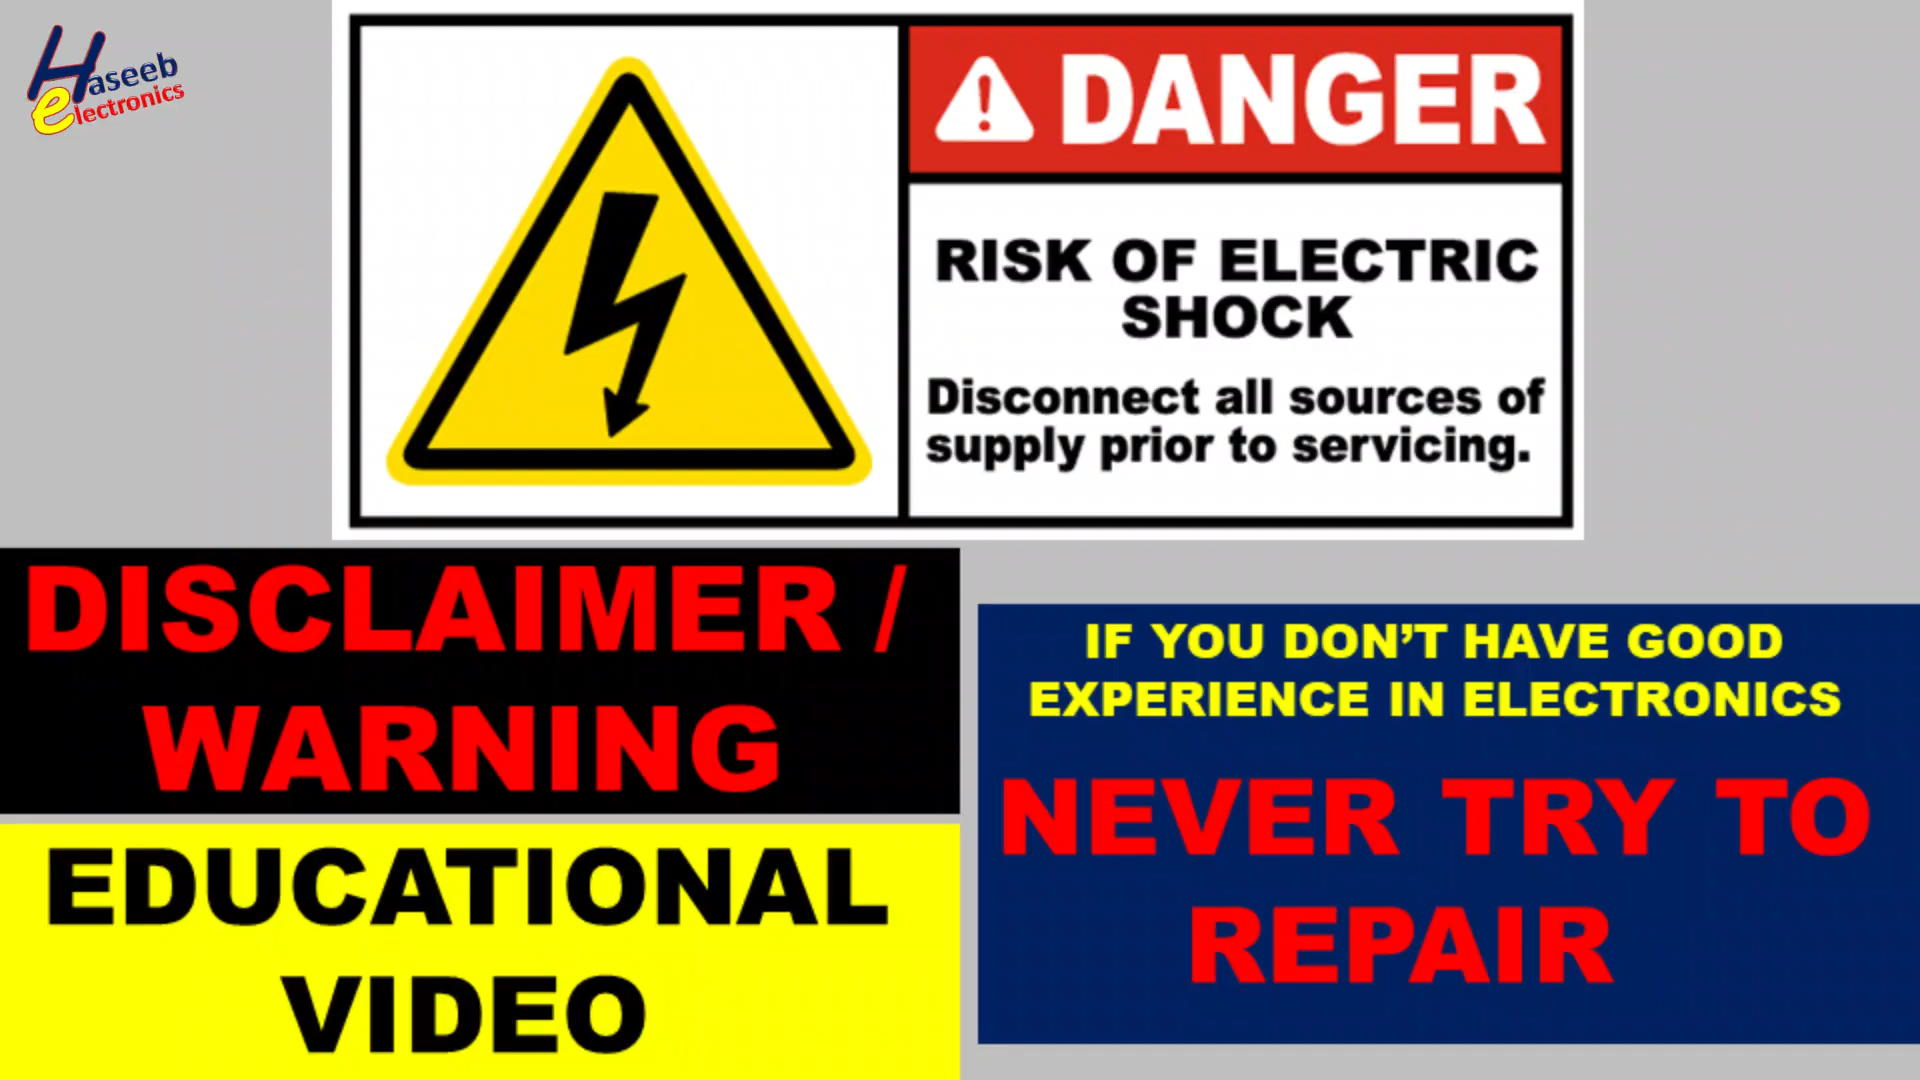 Haseeb
electronics
DANGER
RISK OF ELECTRIC
SHOCK
Disconnect all sources of
supply prior to servicing.
DISCLAIMER /
WARNING
EDUCATIONAL
VIDEO
IF YOU DON’T HAVE GOOD
EXPERIENCE IN ELECTRONICS
NEVER TRY TO
REPAIR